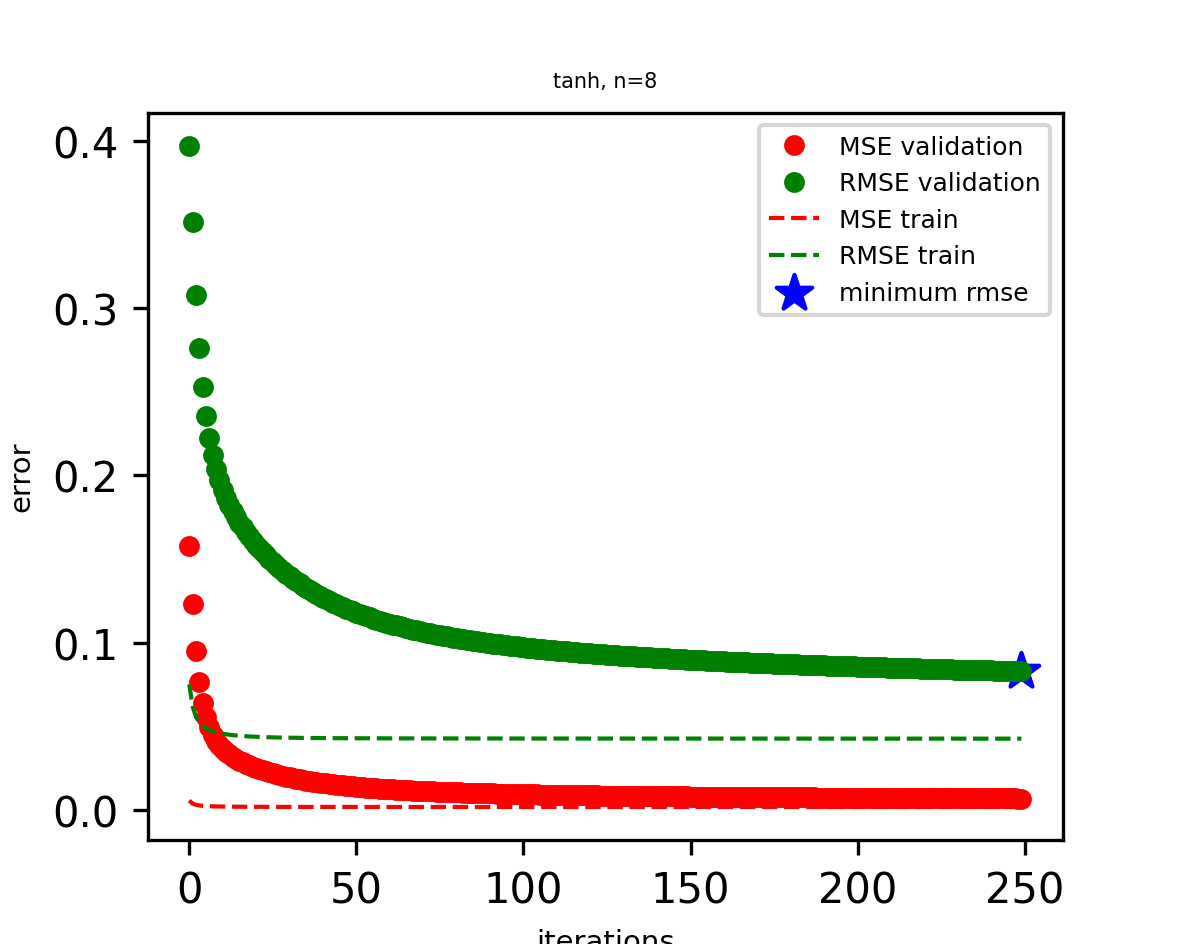 tanh, n=8
error
0.4
0.3
0.2
0.1
0.0
MSE validation
RMSE validation
MSE train
RMSE train
minimum rmse
0 50 100 150 200 250
iterations